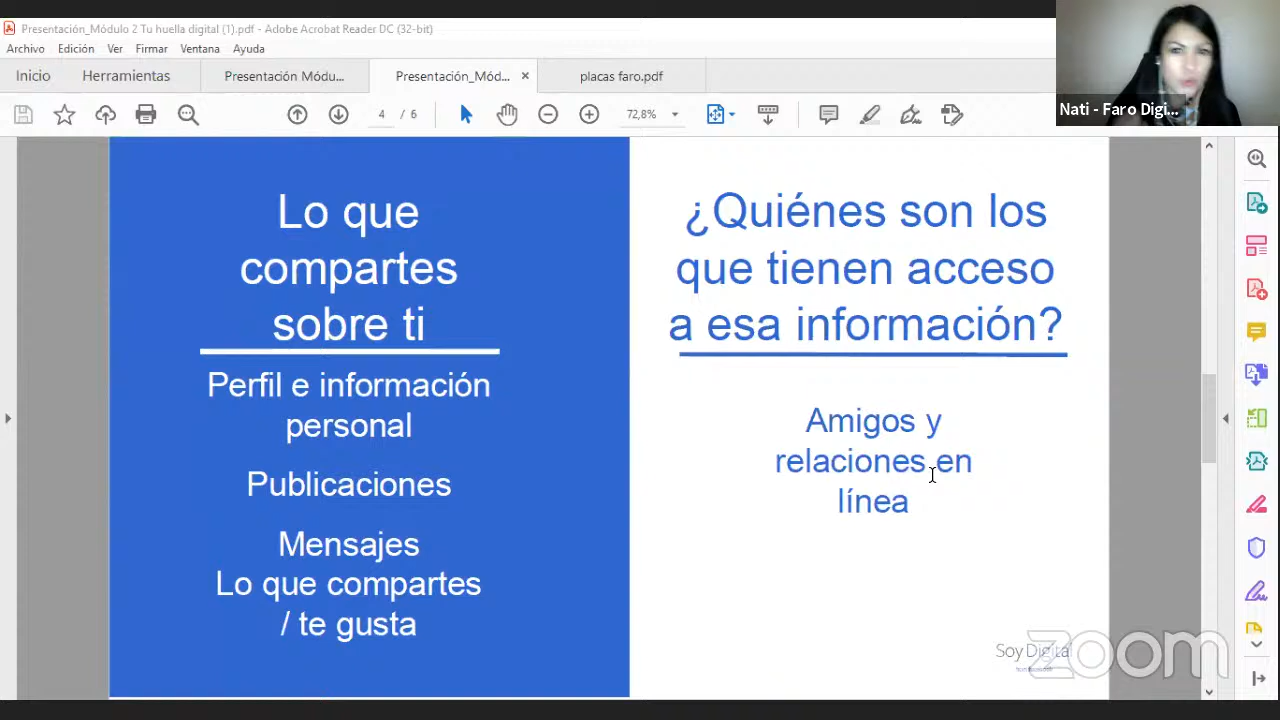 Presentación_Módulo 2 Tu huella digital (1).pdf - Adobe Acrobat Reader DC (32-bit)
Archivo Edición Ver Firmar Ventana Ayuda
Inicio Herramientas Presentación Módu... Presentación_Mód... × placas faro.pdf
4 / 6 72,8%
Nati - Faro Digi...
Lo que
compartes
sobre ti
Perfil e información
personal
Publicaciones
Mensajes
Lo que compartes
/ te gusta
¿Quiénes son los
que tienen acceso
a esa información?
Amigos y
relaciones en
línea
Soy Digital
zoom